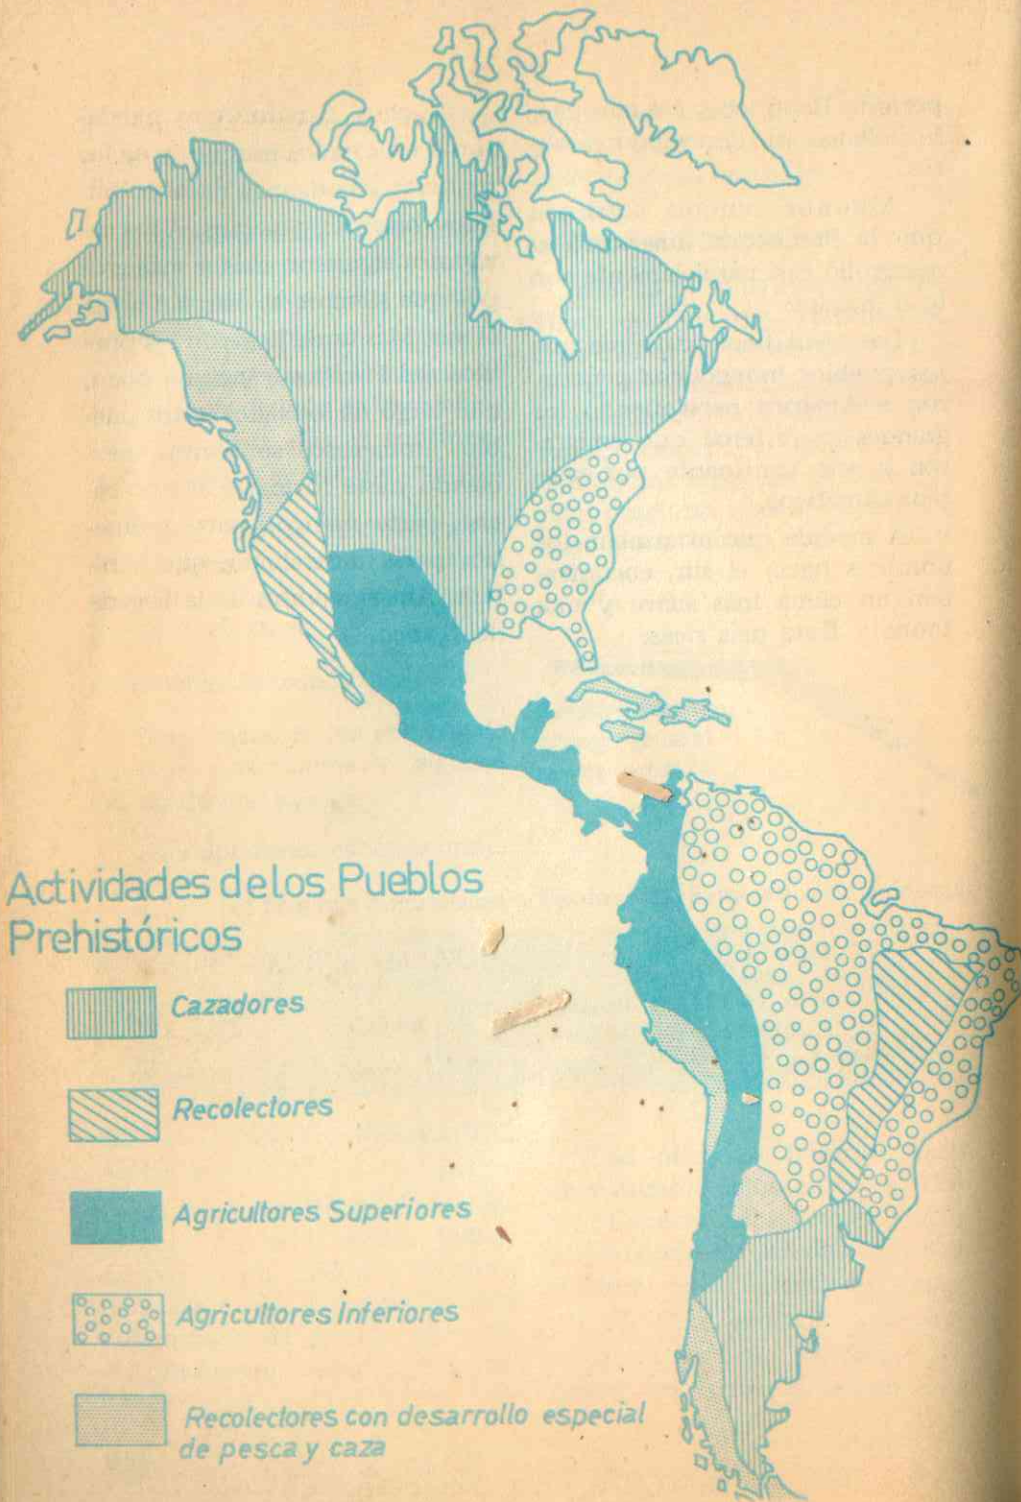 Actividades de los Pueblos
Prehistóricos
Cazadores
Recolectores
Agricultores Superiores
Agricultores Inferiores
Recolectores con desarrollo especial
de pesca y caza